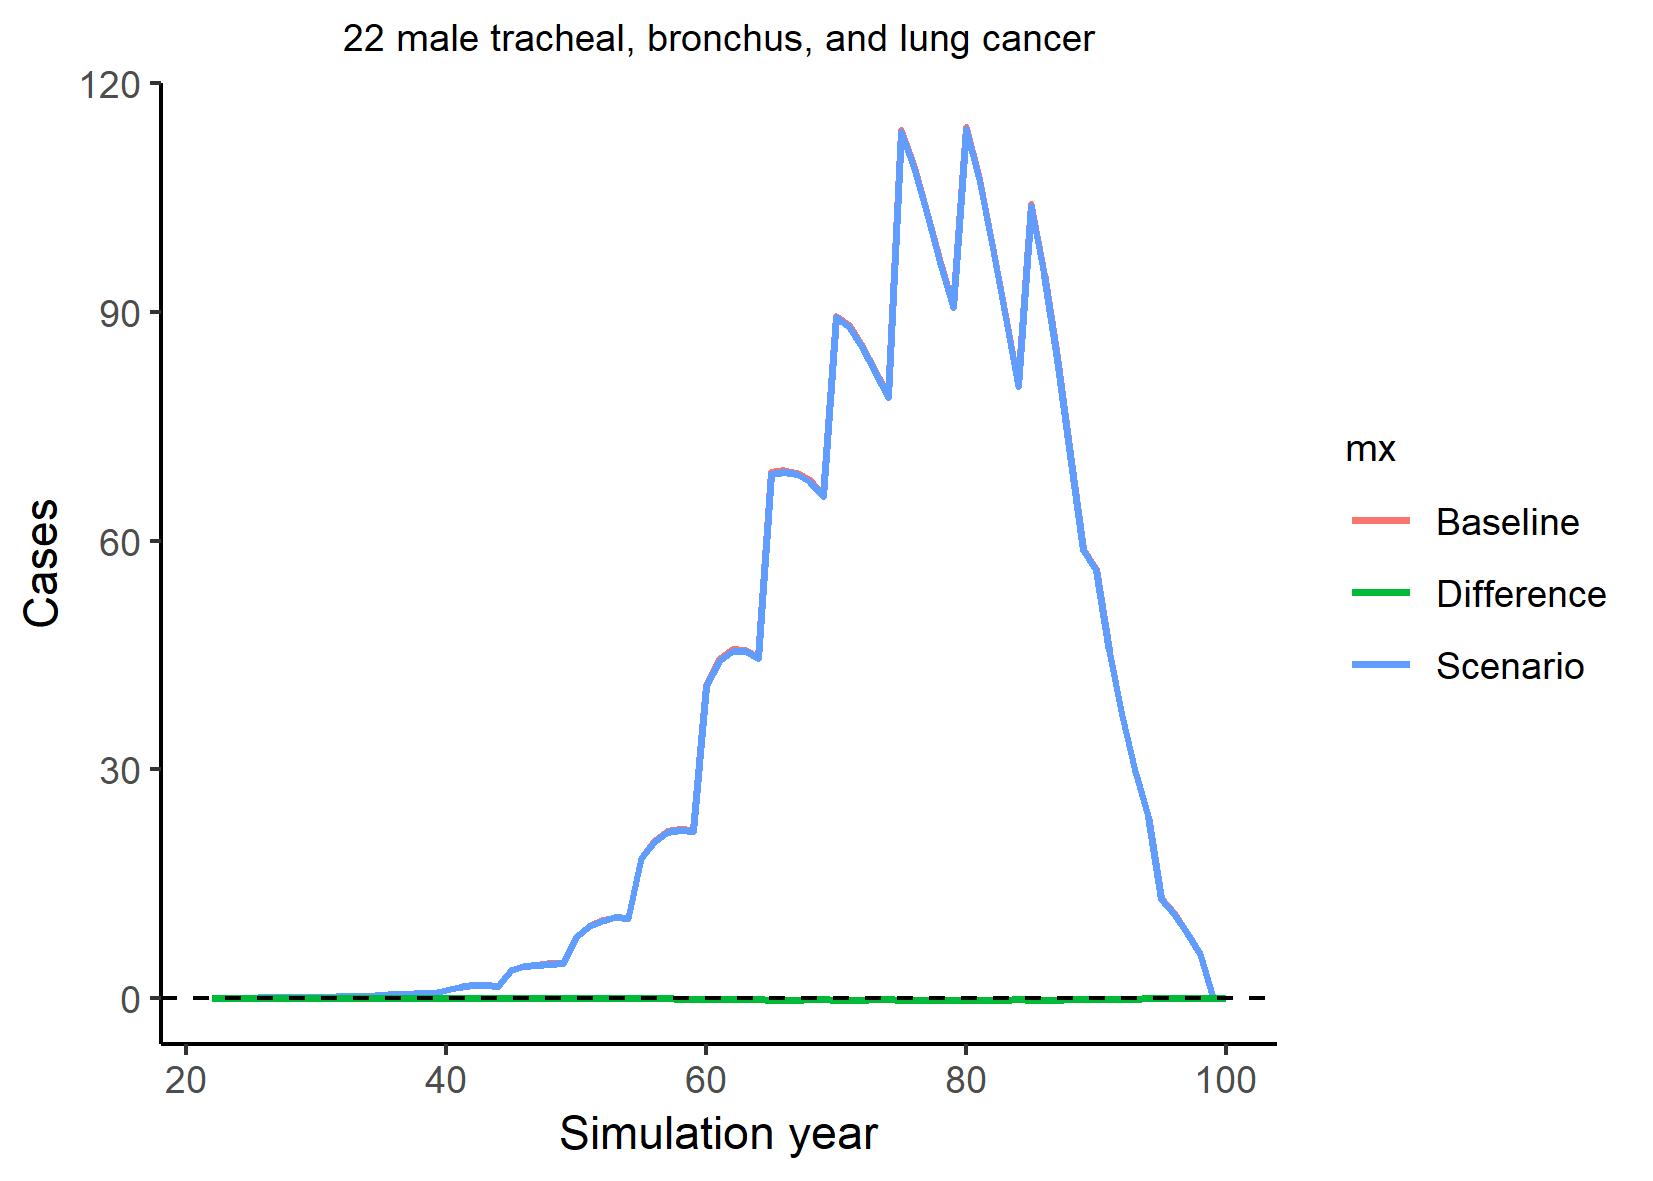 22 male tracheal, bronchus, and lung cancer
120
90
60
30
0
Cases
20
40
60
80
100
Simulation year
mx
Baseline
Difference
Scenario